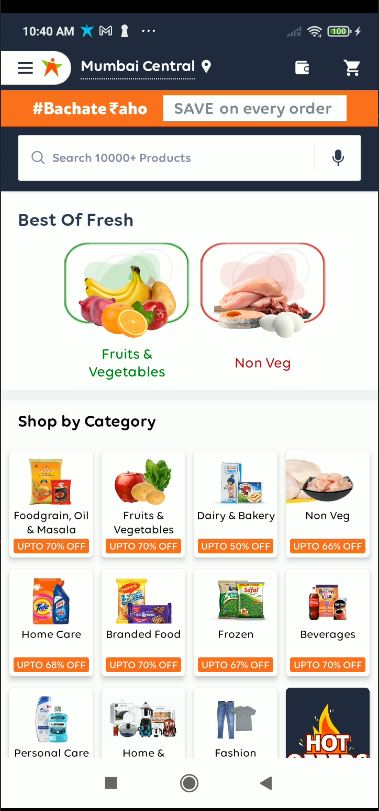 10:40 AM
100
Mumbai Central
#Bachate ₹aho
SAVE on every order
Search 10000+ Products
Best Of Fresh
Fruits &
Vegetables
Non Veg
Shop by Category
Foodgrain, Oil
& Masala
UPTO 70% OFF
Fruits &
Vegetables
UPTO 70% OFF
Dairy & Bakery
UPTO 50% OFF
Non Veg
UPTO 66% OFF
Home Care
UPTO 68% OFF
Branded Food
UPTO 70% OFF
Frozen
UPTO 67% OFF
Beverages
UPTO 70% OFF
Tide
Safal
Personal Care
Home &
Fashion
HOT